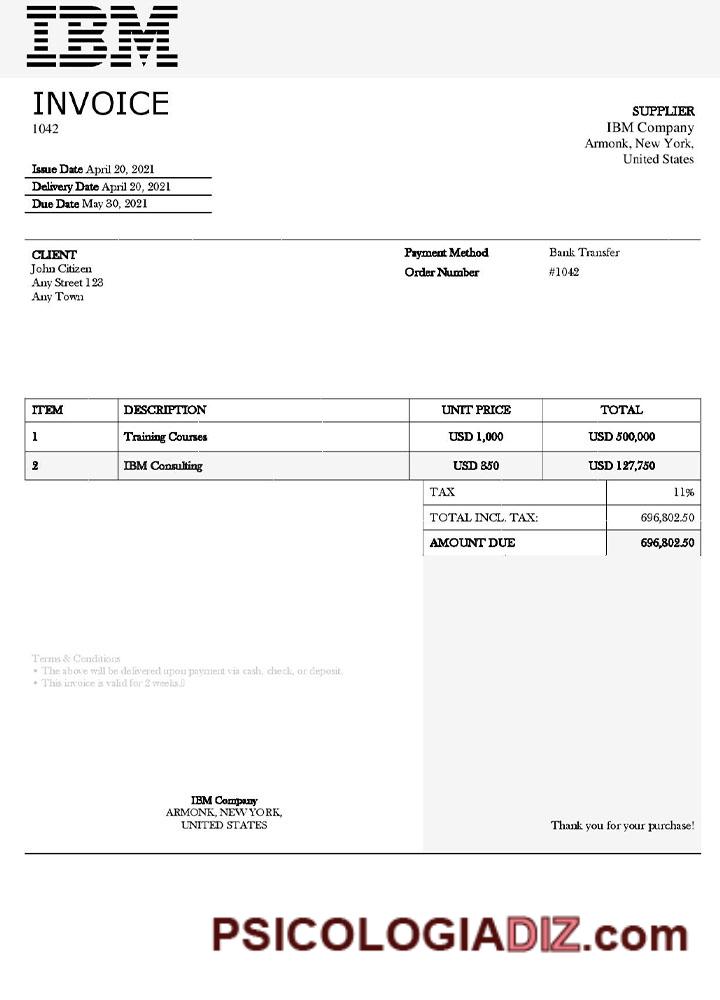 IBM
INVOICE
1042
SUPPLIER
IBM Company
Armonk, New York,
United States
Issue Date April 20, 2021
Delivery Date April 20, 2021
Due Date May 30, 2021
CLIENT
John Citizen
Any Street 123
Any Town
Payment Method Bank Transfer
Order Number #1042
ITEM DESCRIPTION UNIT PRICE TOTAL
1 Training Courses USD 1,000 USD 500,000
2 IBM Consulting USD 850 USD 127,750
TAX 11%
TOTAL INCL. TAX: 696,802.50
AMOUNT DUE 696,802.50
Terms & Conditions
• The above will be delivered upon payment via cash, check, or deposit.
• This invoice is valid for 2 weeks.
IBM Company
ARMONK, NEW YORK,
UNITED STATES
Thank you for your purchase!
PSICOLOGIADIZ.com